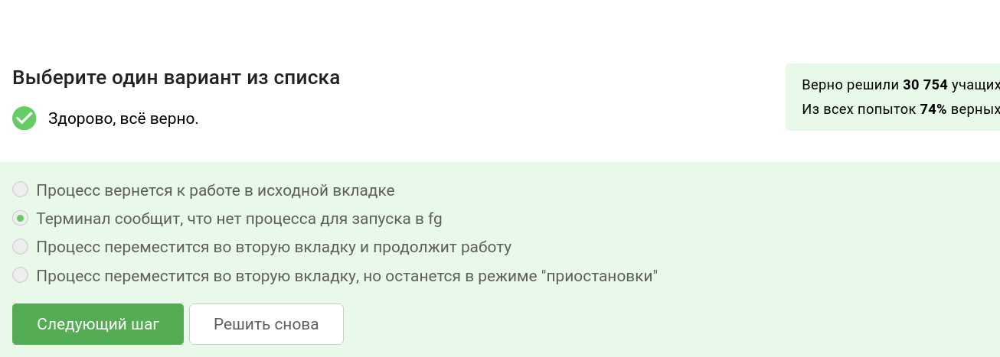 Выберите один вариант из списка
Верно решили 30 754 учащих
Здорово, всё верно.
Из всех попыток 74% верных
Процесс вернется к работе в исходной вкладке
Терминал сообщит, что нет процесса для запуска в fg
Процесс переместится во вторую вкладку и продолжит работу
Процесс переместится во вторую вкладку, но останется в режиме "приостановки"
Следующий шаг
Решить снова